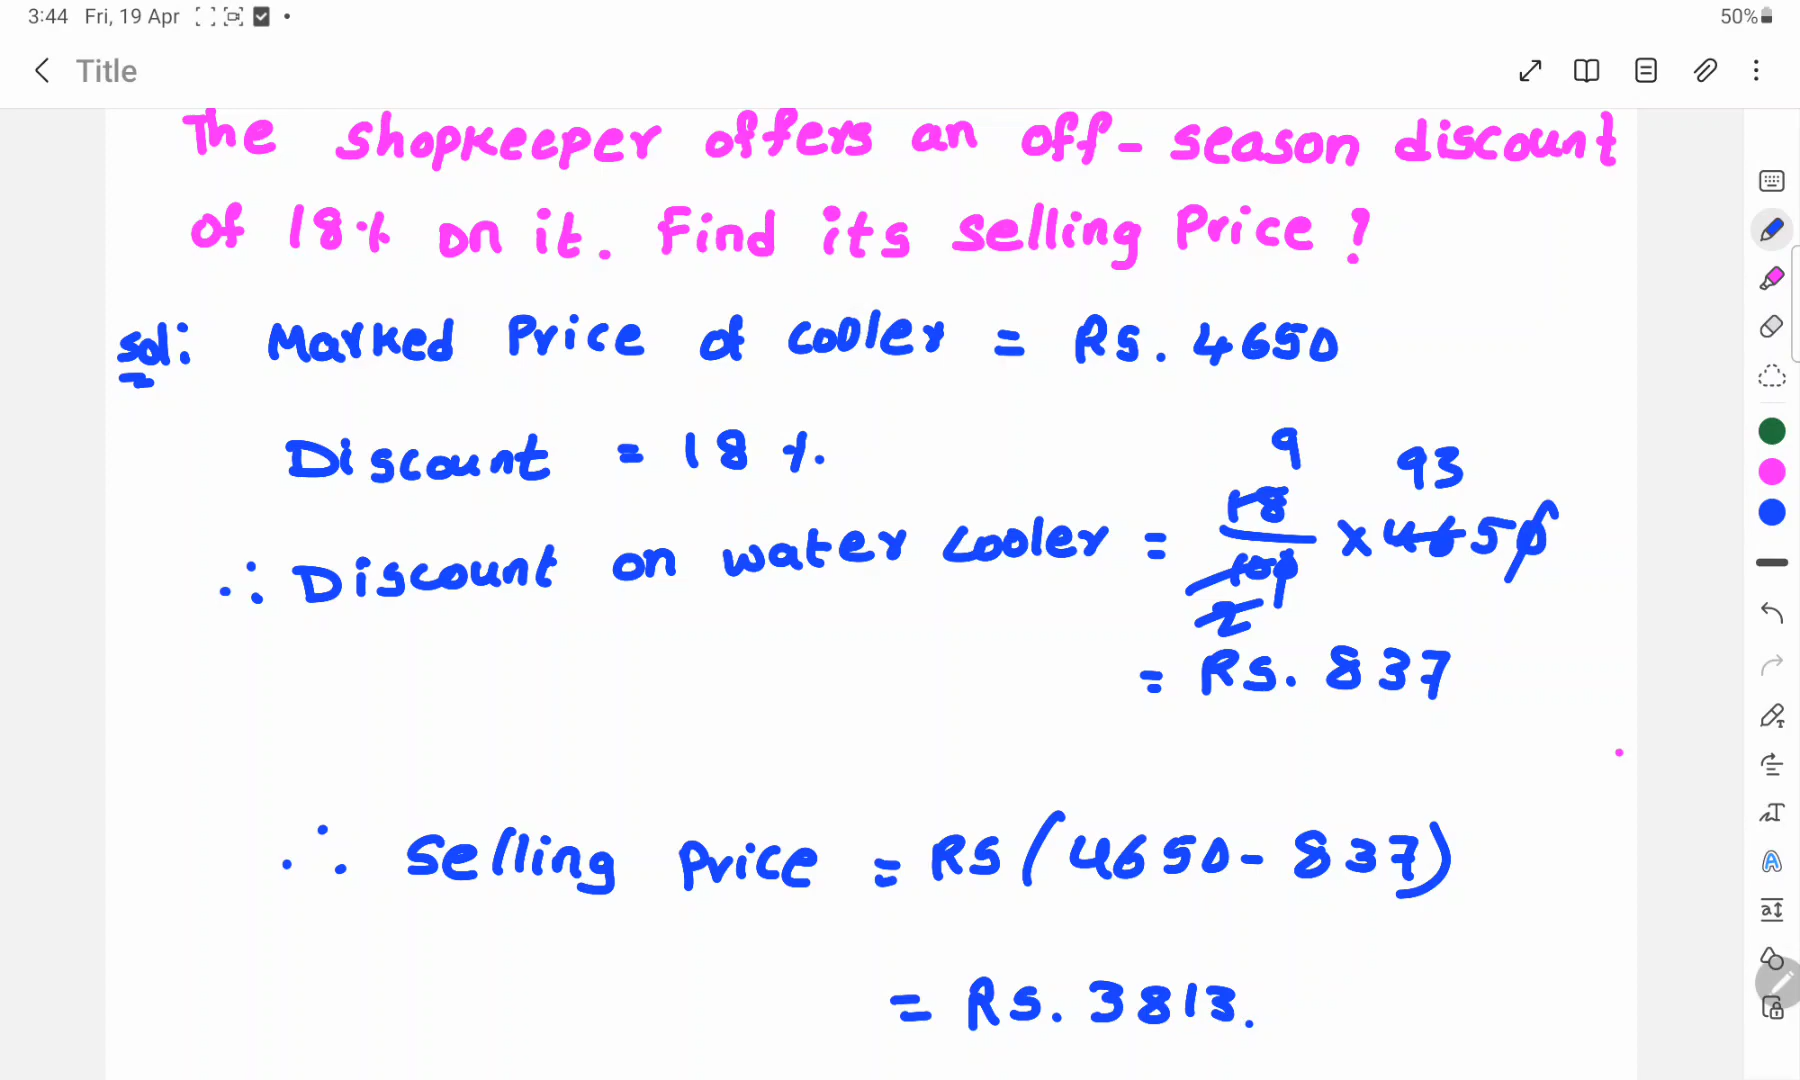 3:44 Fri, 19 Apr
50%
Title
The shopkeeper offers an off-season discount
of 18% on it. Find its selling Price?
Sol: Marked Price of cooler = Rs. 4650
Discount = 18%.
9 93
∴ Discount on water cooler = 18/100 x 4650
2
= Rs. 837
∴ Selling Price = RS (4650-837)
= Rs. 3813.